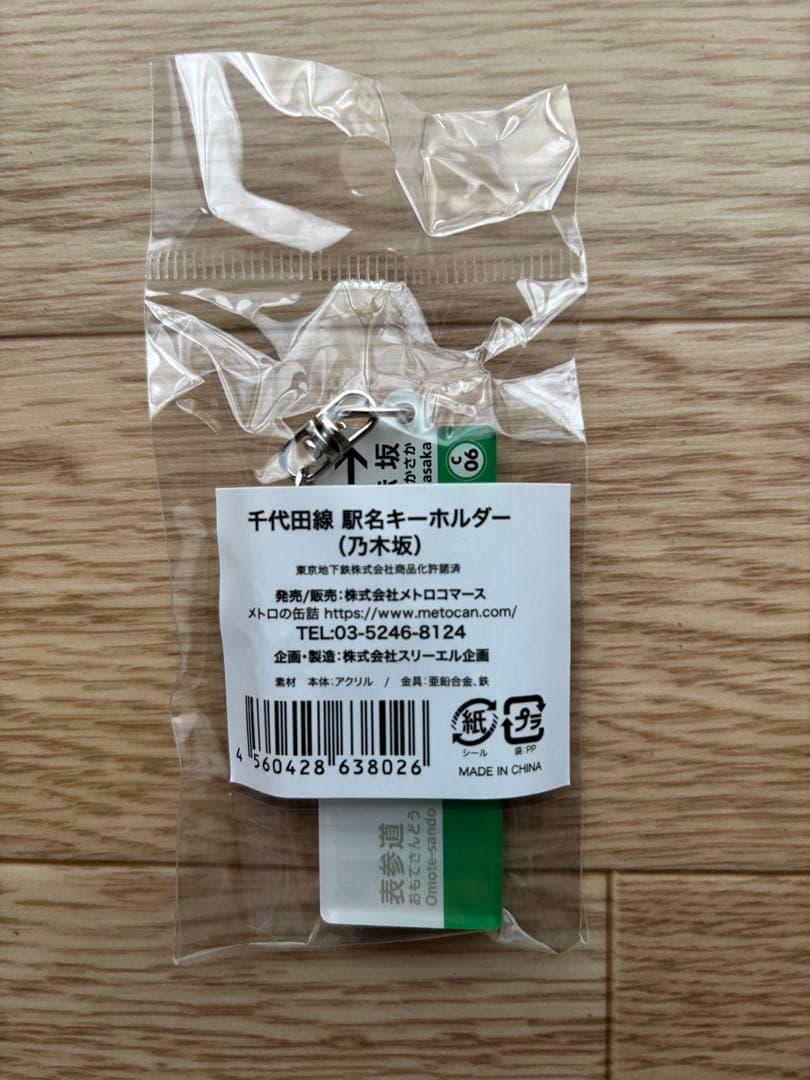 坂
かさか
asaka
C
06
千代田線 駅名キーホルダー
(乃木坂)
東京地下鉄株式会社商品化許諾済
発売/販売:株式会社メトロコマース
メトロの缶詰 https://www.metocan.com/
TEL:03-5246-8124
企画・製造:株式会社スリーエル企画
素材 本体:アクリル / 金具:亜鉛合金、鉄
紙
シール
プラ
袋:PP
4 560428 638026
MADE IN CHINA
表参道
おもてさんどう
Omote-sando